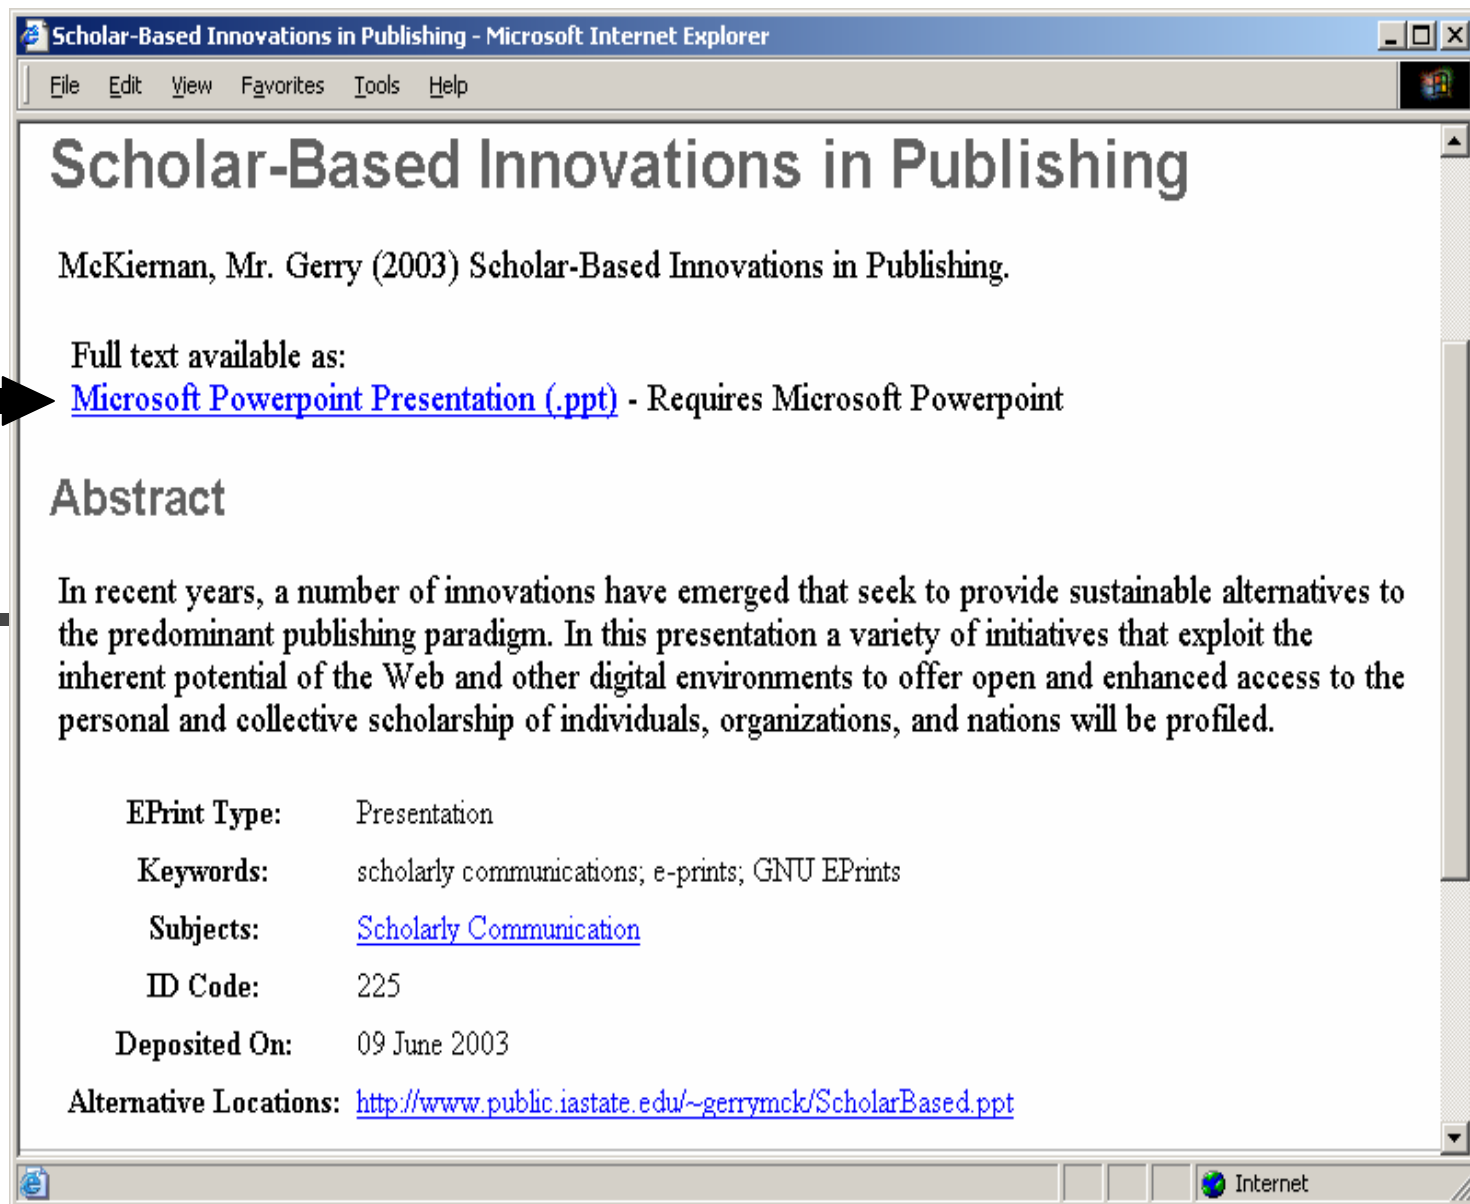 Scholar-Based Innovations in Publishing - Microsoft Internet Explorer
File Edit View Favorites Tools Help
Scholar-Based Innovations in Publishing
McKiernan, Mr. Gerry (2003) Scholar-Based Innovations in Publishing.
Full text available as:
Microsoft Powerpoint Presentation (.ppt) - Requires Microsoft Powerpoint
Abstract
In recent years, a number of innovations have emerged that seek to provide sustainable alternatives to
the predominant publishing paradigm. In this presentation a variety of initiatives that exploit the
inherent potential of the Web and other digital environments to offer open and enhanced access to the
personal and collective scholarship of individuals, organizations, and nations will be profiled.
EPrint Type: Presentation
Keywords: scholarly communications; e-prints; GNU EPrints
Subjects: Scholarly Communication
ID Code: 225
Deposited On: 09 June 2003
Alternative Locations: http://www.public.iastate.edu/~gerrymck/ScholarBased.ppt
Internet